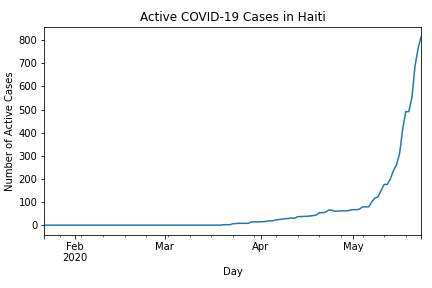 Active COVID-19 Cases in Haiti
Number of Active Cases
800
700
600
500
400
300
200
100
0
Feb
2020
Mar
Apr
May
Day